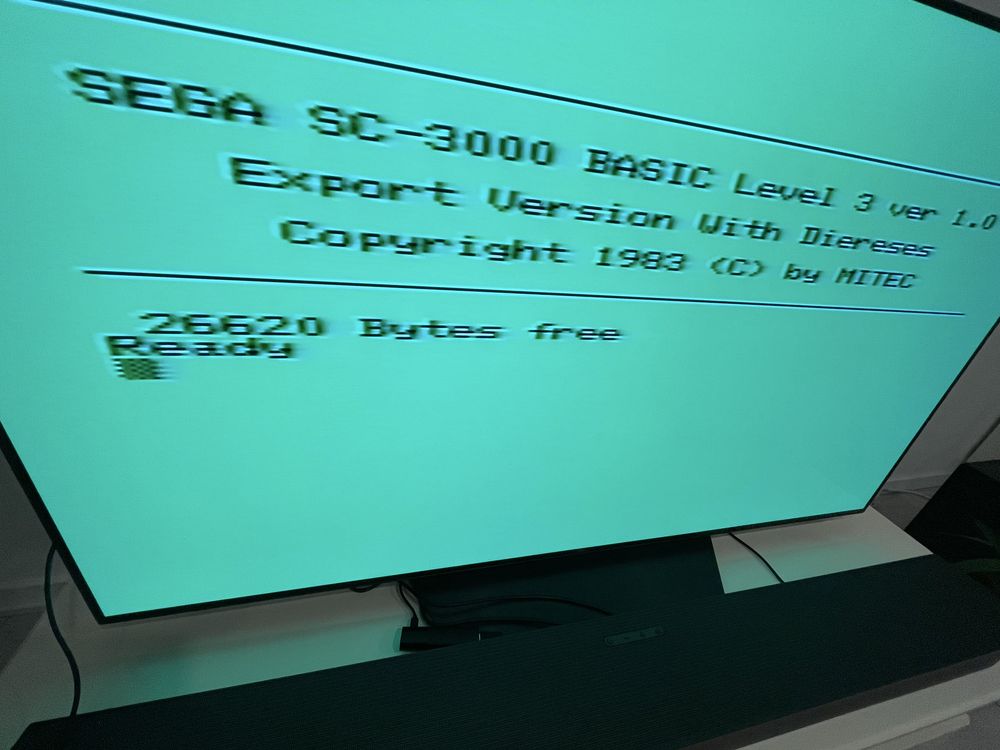 SEGA SC-3000 BASIC Level 3 ver 1.0
Export Version With Diereses
Copyright 1983 (C) by MITEC
26620 Bytes free
Ready